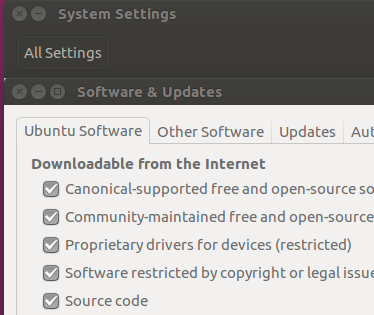 System Settings
All Settings
Software & Updates
Ubuntu Software Other Software Updates Aut
Downloadable from the Internet
Canonical-supported free and open-source so
Community-maintained free and open-source
Proprietary drivers for devices (restricted)
Software restricted by copyright or legal issue
Source code